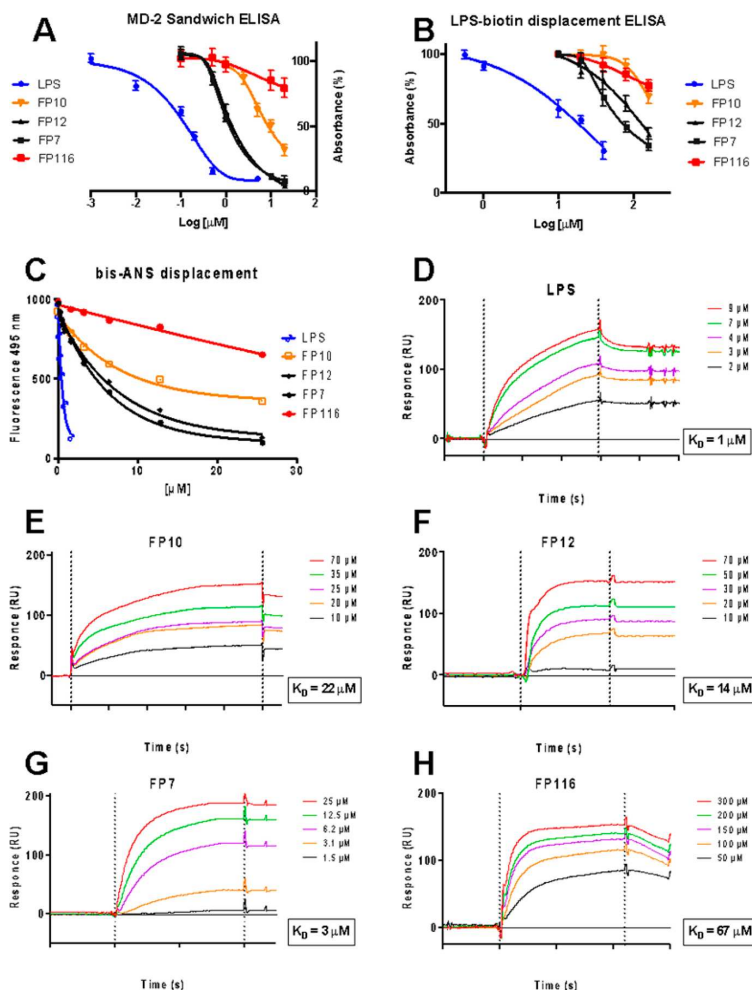 A
MD-2 Sandwich ELISA
LPS
FP10
FP12
FP7
FP116
100
50
0
Absorbance (%)
-3 -2 -1 0 1 2
Log [µM]
B
LPS-biotin displacement ELISA
Absorbance (%)
100
50
0
0 1 2
Log [µM]
LPS
FP10
FP12
FP7
FP116
C
bis-ANS displacement
Fluorescence 495 nm
1000
500
0
0 10 20 30
[µM]
LPS
FP10
FP12
FP7
FP116
D
LPS
Responce (RU)
200
100
0
9 µM
7 µM
4 µM
3 µM
2 µM
KD = 1 µM
Time (s)
E
FP10
Responce (RU)
200
100
0
70 µM
35 µM
25 µM
20 µM
10 µM
KD = 22 µM
Time (s)
F
FP12
Responce (RU)
200
100
0
70 µM
50 µM
30 µM
20 µM
10 µM
KD = 14 µM
Time (s)
G
FP7
Responce (RU)
200
100
0
25 µM
12.5 µM
6.2 µM
3.1 µM
1.5 µM
KD = 3 µM
Time (s)
H
FP116
Responce (RU)
200
100
0
300 µM
200 µM
150 µM
100 µM
50 µM
KD = 67 µM
Time (s)